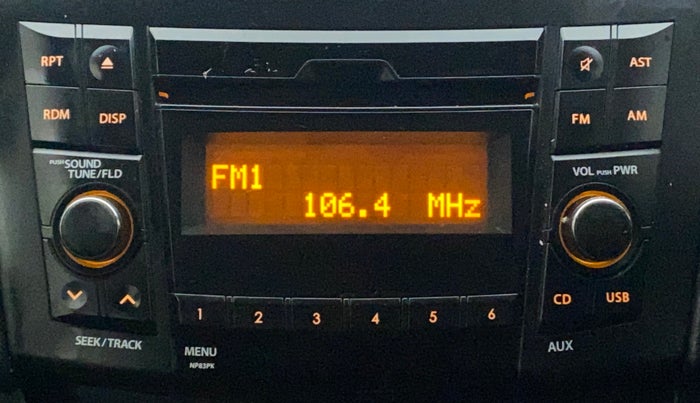 RPT
AST
RDM
DISP
FM
AM
PUSH SOUND
TUNE/FLD
VOL PUSH PWR
FM1
106.4 MHz
CD
USB
1 2 3 4 5 6
SEEK/TRACK
MENU
NP83PK
AUX